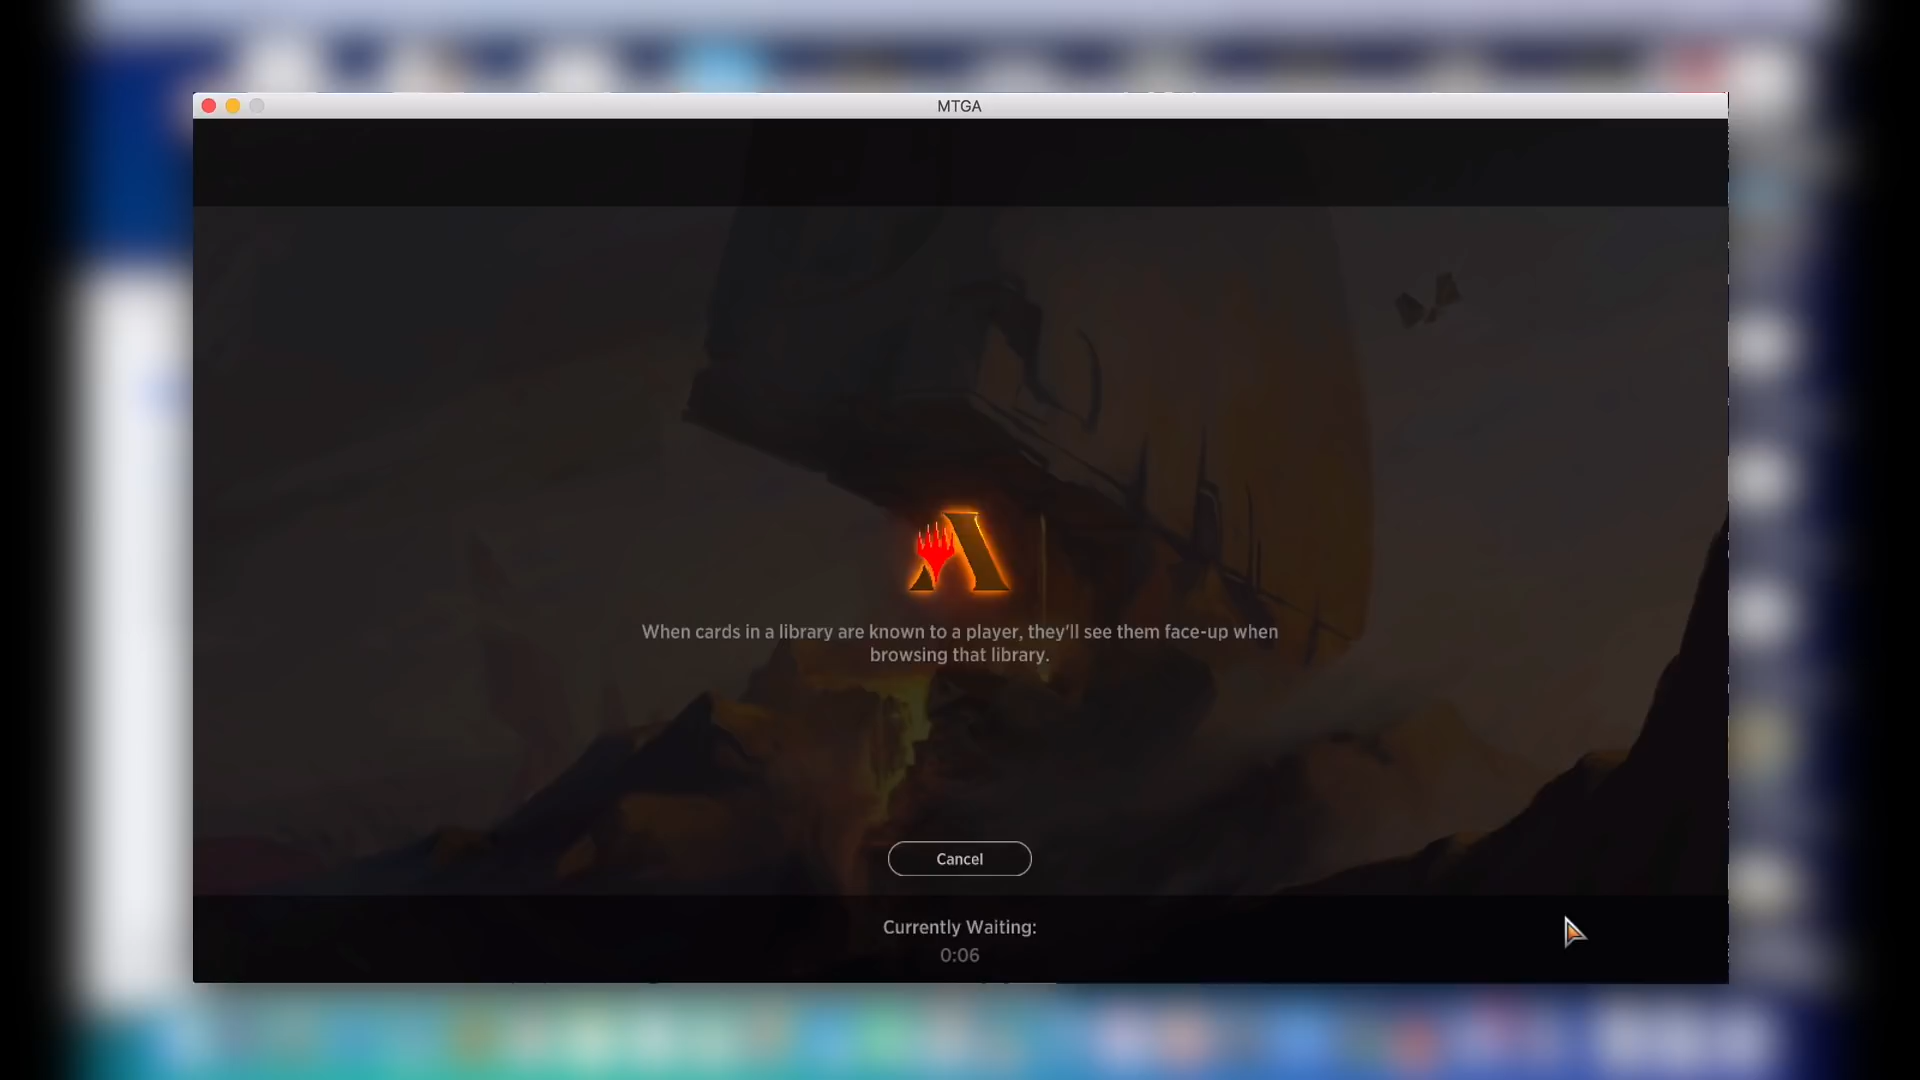 MTGA
When cards in a library are known to a player, they'll see them face-up when
browsing that library.
Cancel
Currently Waiting:
0:06